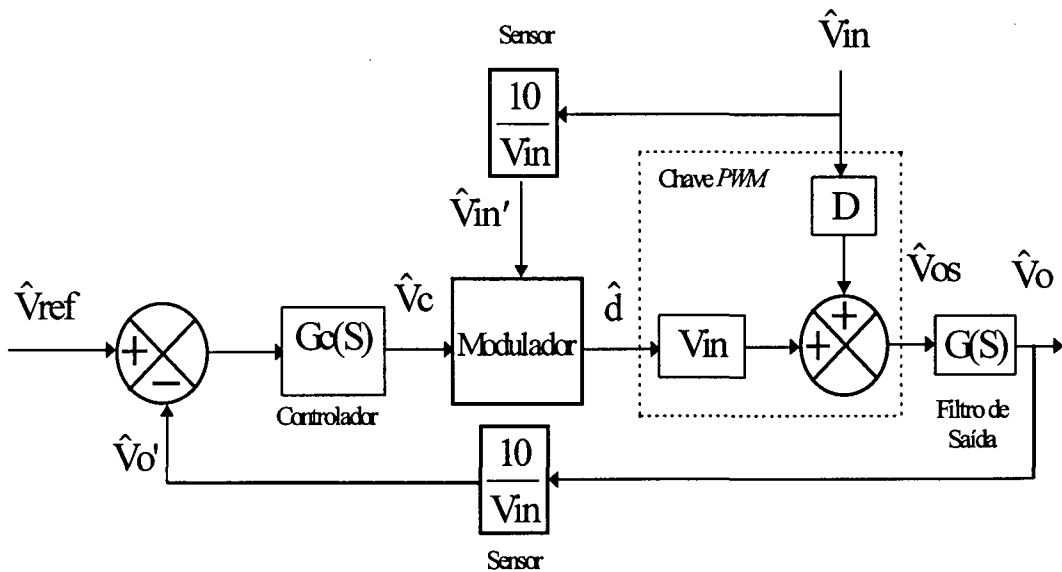 Sensor
V̂in
10
Vin
Chave PWM
D
V̂in'
V̂os
V̂o
V̂ref
V̂c
d̂
+
+
−
Gc(S)
Modulador
Vin
+
G(S)
Controlador
Filtro de
Saída
V̂o'
10
Vin
Sensor